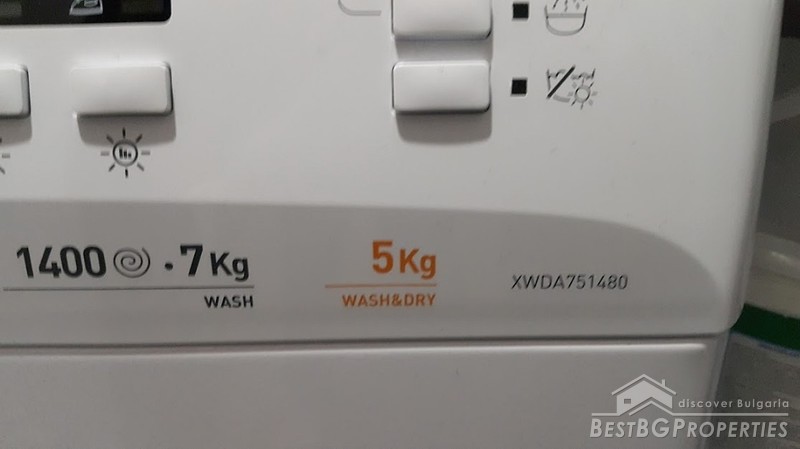 1400 · 7 Kg
WASH
5 Kg
WASH&DRY
XWDA751480
discover Bulgaria
BESTBGPROPERTIES